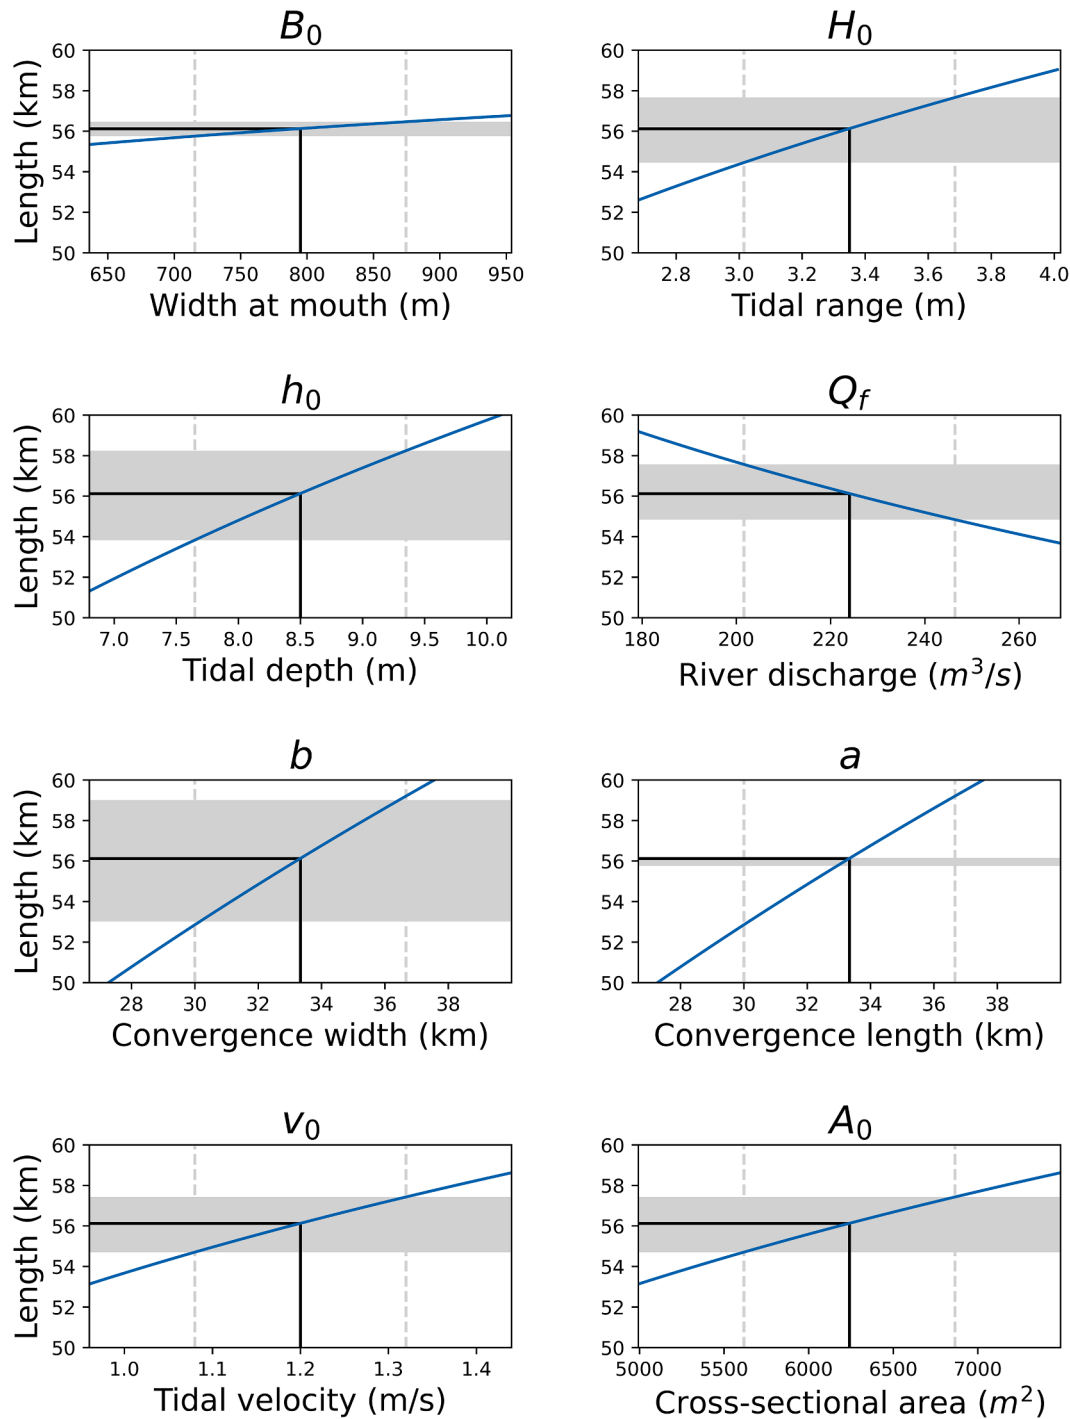 B0
H0
60
58
56
54
52
50
Length (km)
650 700 750 800 850 900 950
Width at mouth (m)
60
58
56
54
52
50
2.8 3.0 3.2 3.4 3.6 3.8 4.0
Tidal range (m)
h0
Qf
60
58
56
54
52
50
Length (km)
7.0 7.5 8.0 8.5 9.0 9.5 10.0
Tidal depth (m)
60
58
56
54
52
50
180 200 220 240 260
River discharge (m³/s)
b
a
60
58
56
54
52
50
Length (km)
28 30 32 34 36 38
Convergence width (km)
60
58
56
54
52
50
28 30 32 34 36 38
Convergence length (km)
v0
A0
60
58
56
54
52
50
Length (km)
1.0 1.1 1.2 1.3 1.4
Tidal velocity (m/s)
60
58
56
54
52
50
5000 5500 6000 6500 7000
Cross-sectional area (m²)